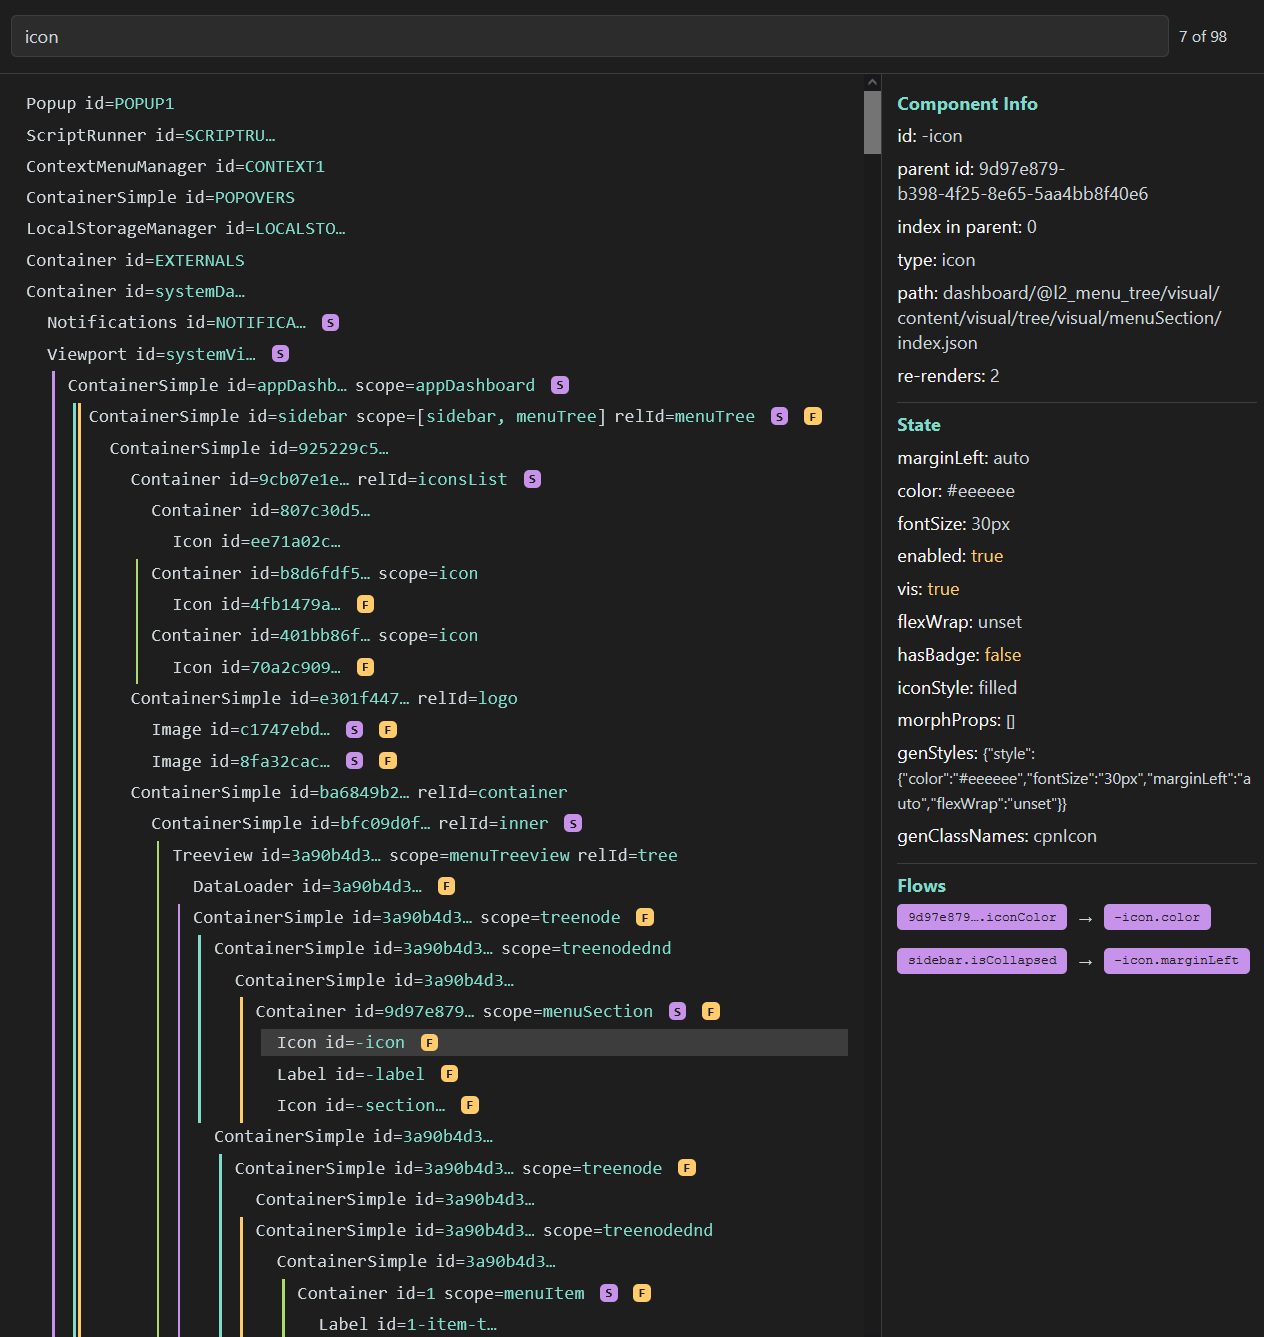 icon
7 of 98
Popup id=POPUP1
ScriptRunner id=SCRIPTRU…
ContextMenuManager id=CONTEXT1
ContainerSimple id=POPOVERS
LocalStorageManager id=LOCALSTO…
Container id=EXTERNALS
Container id=systemDa…
Notifications id=NOTIFICA… S
Viewport id=systemVi… S
ContainerSimple id=appDashb… scope=appDashboard S
ContainerSimple id=sidebar scope=[sidebar, menuTree] relId=menuTree S F
ContainerSimple id=925229c5…
Container id=9cb07e1e… relId=iconsList S
Container id=807c30d5…
Icon id=ee71a02c…
Container id=b8d6fdf5… scope=icon
Icon id=4fb1479a… F
Container id=401bb86f… scope=icon
Icon id=70a2c909… F
ContainerSimple id=e301f447… relId=logo
Image id=c1747ebd… S F
Image id=8fa32cac… S F
ContainerSimple id=ba6849b2… relId=container
ContainerSimple id=bfc09d0f… relId=inner S
Treeview id=3a90b4d3… scope=menuTreeview relId=tree
DataLoader id=3a90b4d3… F
ContainerSimple id=3a90b4d3… scope=treenode F
ContainerSimple id=3a90b4d3… scope=treenodednd
ContainerSimple id=3a90b4d3…
Container id=9d97e879… scope=menuSection S F
Icon id=-icon F
Label id=-label F
Icon id=-section… F
ContainerSimple id=3a90b4d3…
ContainerSimple id=3a90b4d3… scope=treenode F
ContainerSimple id=3a90b4d3…
ContainerSimple id=3a90b4d3… scope=treenodednd
ContainerSimple id=3a90b4d3…
Container id=1 scope=menuItem S F
Label id=1-item-t…
Component Info
id: -icon
parent id: 9d97e879-
b398-4f25-8e65-5aa4bb8f40e6
index in parent: 0
type: icon
path: dashboard/@l2_menu_tree/visual/
content/visual/tree/visual/menuSection/
index.json
re-renders: 2
State
marginLeft: auto
color: #eeeeee
fontSize: 30px
enabled: true
vis: true
flexWrap: unset
hasBadge: false
iconStyle: filled
morphProps: []
genStyles: {"style":
{"color":"#eeeeee","fontSize":"30px","marginLeft":"a
uto","flexWrap":"unset"}}
genClassNames: cpnIcon
Flows
9d97e879….iconColor → -icon.color
sidebar.isCollapsed → -icon.marginLeft